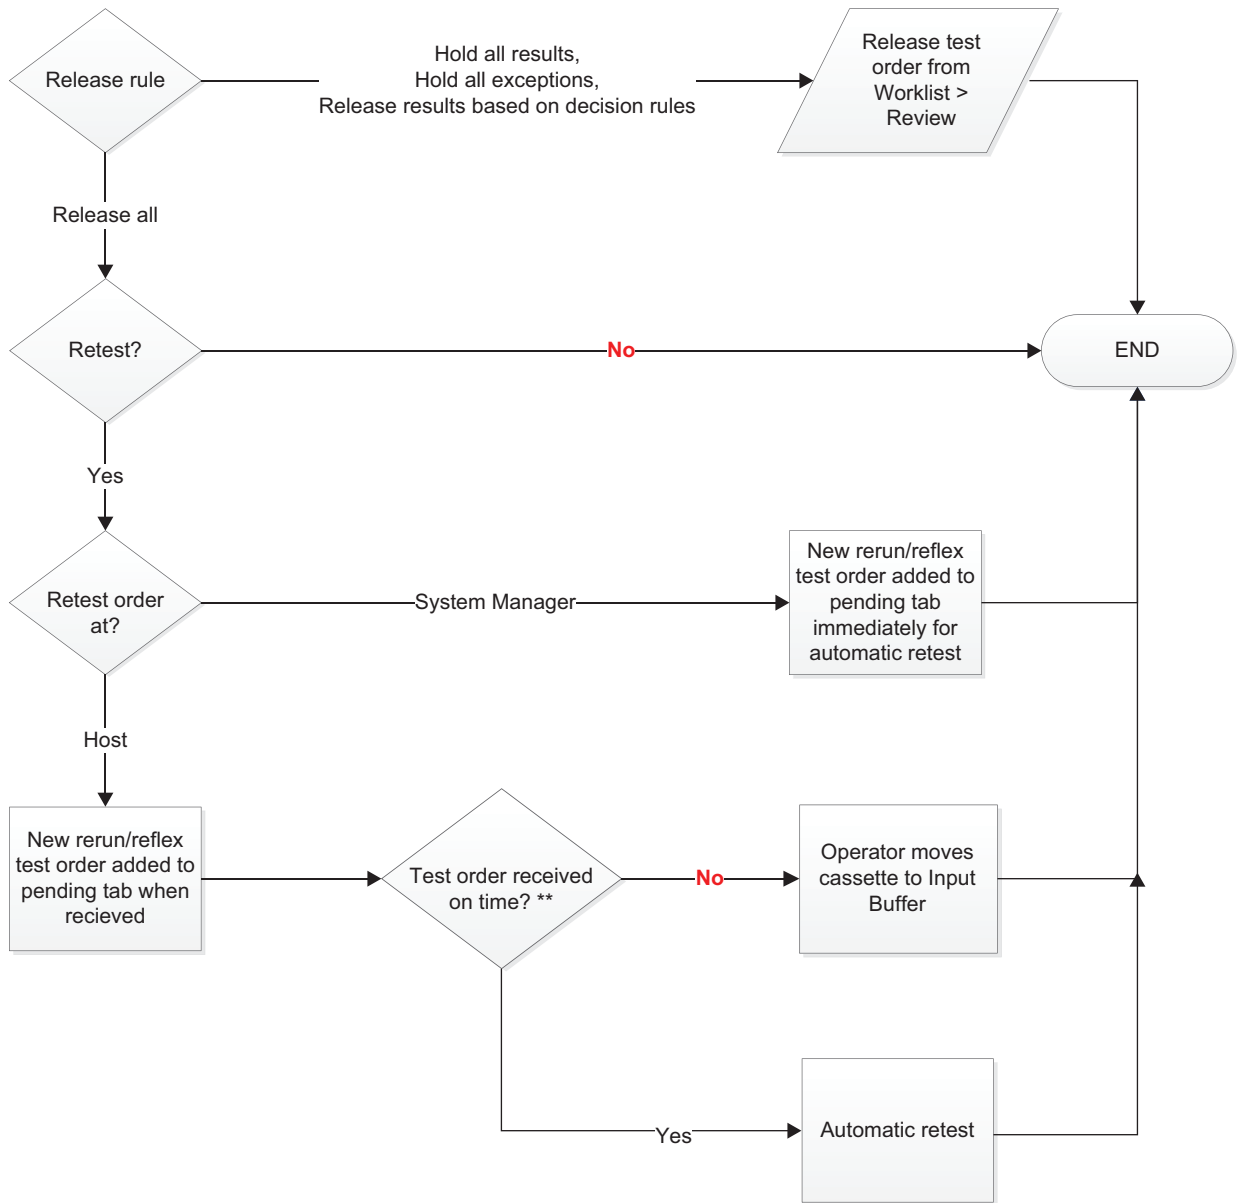 Release rule
Hold all results,
Hold all exceptions,
Release results based on decision rules
Release test
order from
Worklist >
Review
Release all
Retest?
No
END
Yes
Retest order
at?
System Manager
New rerun/reflex
test order added to
pending tab
immediately for
automatic retest
Host
New rerun/reflex
test order added to
pending tab when
recieved
Test order received
on time? **
No
Operator moves
cassette to Input
Buffer
Yes
Automatic retest